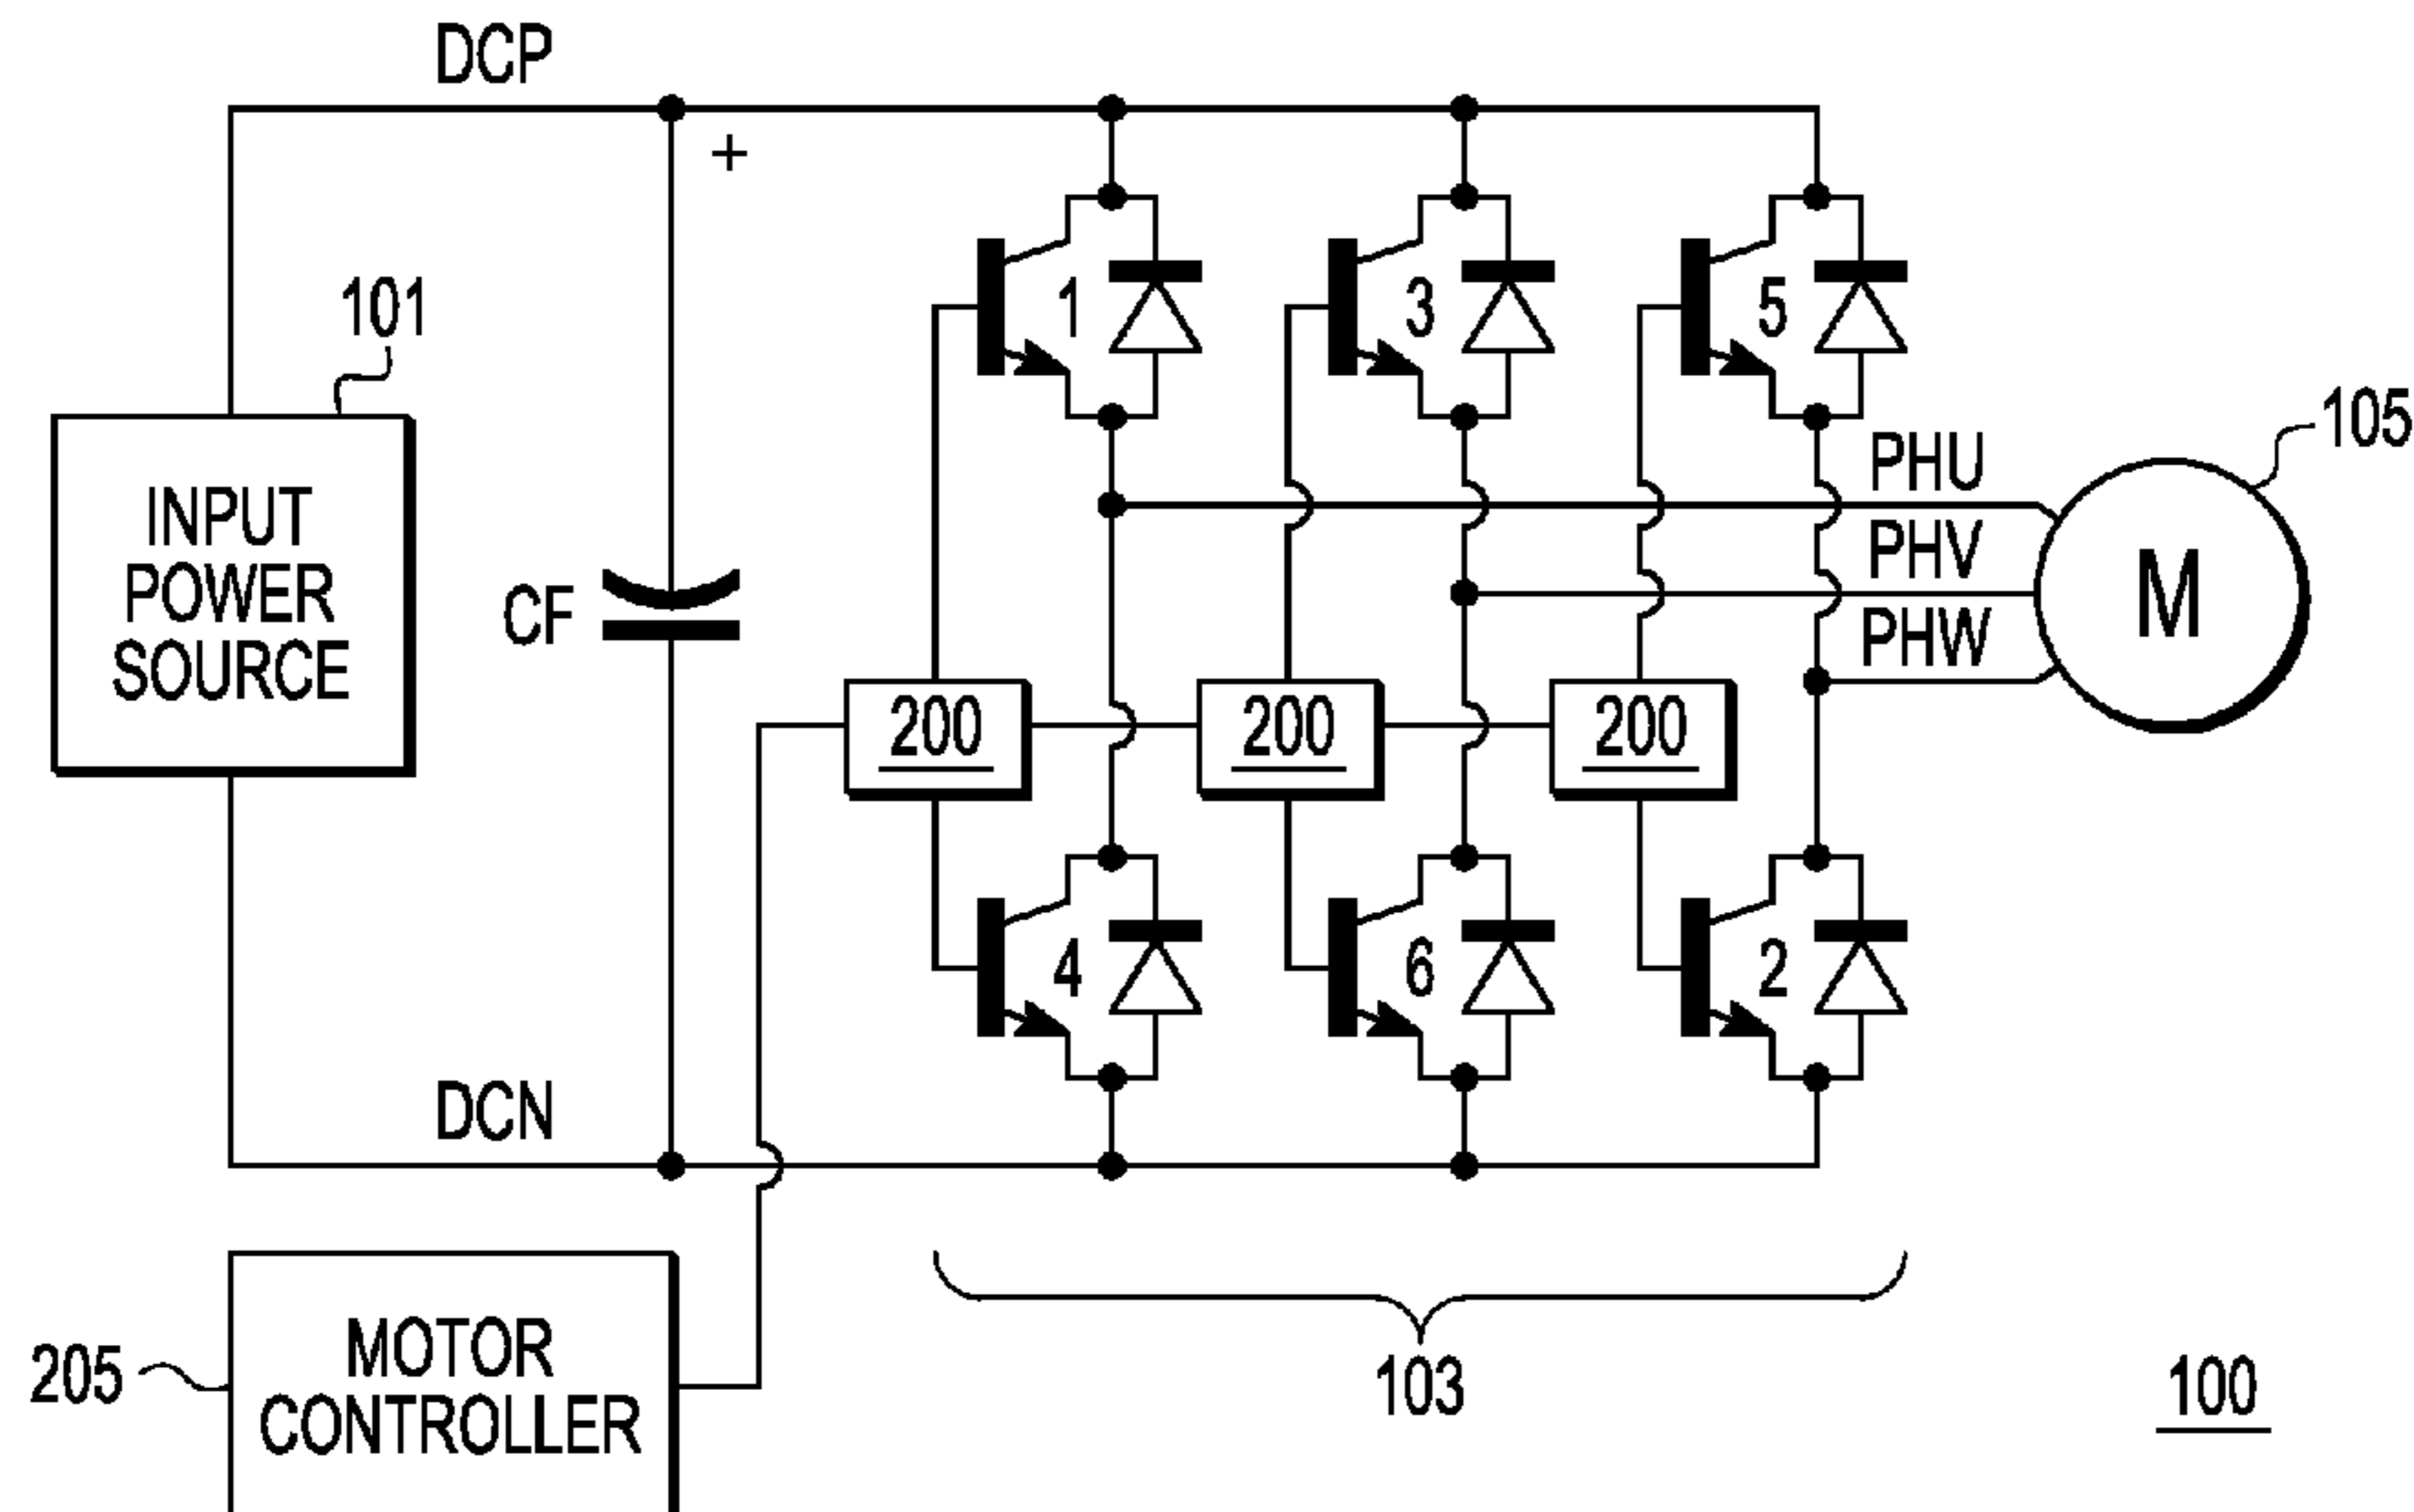 DCP
+
101
1
3
5
105
INPUT
POWER
SOURCE
CF
PHU
PHV
PHW
M
200
200
200
4
6
2
DCN
205
MOTOR
CONTROLLER
103
100